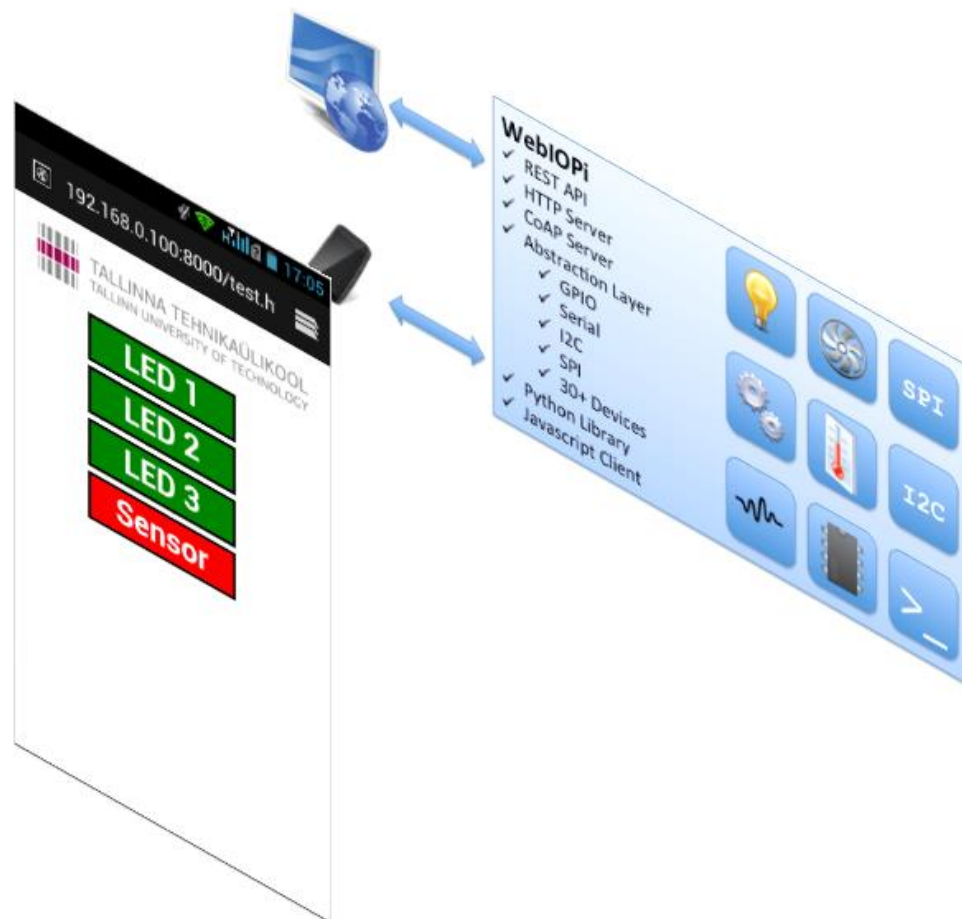 192.168.0.100:8000/test.h
H
17:05
TALLINNA TEHNIKAÜLIKOOL
TALLINN UNIVERSITY OF TECHNOLOGY
LED 1
LED 2
LED 3
Sensor
WebIOPi
REST API
HTTP Server
CoAP Server
Abstraction Layer
GPIO
Serial
I2C
SPI
30+ Devices
Python Library
Javascript Client
SPI
I2C
>_